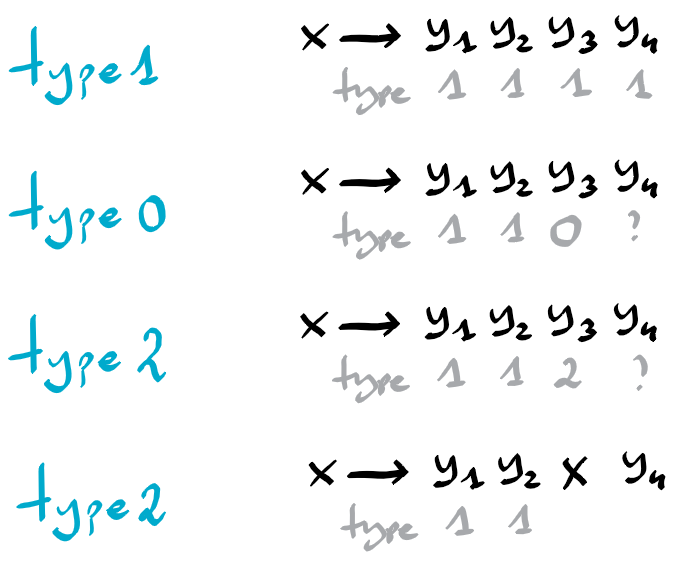 type 1 x → y1 y2 y3 y4
type 1 1 1 1
type 0 x → y1 y2 y3 y4
type 1 1 0 ?
type 2 x → y1 y2 y3 y4
type 1 1 2 ?
type 2 x → y1 y2 x y4
type 1 1